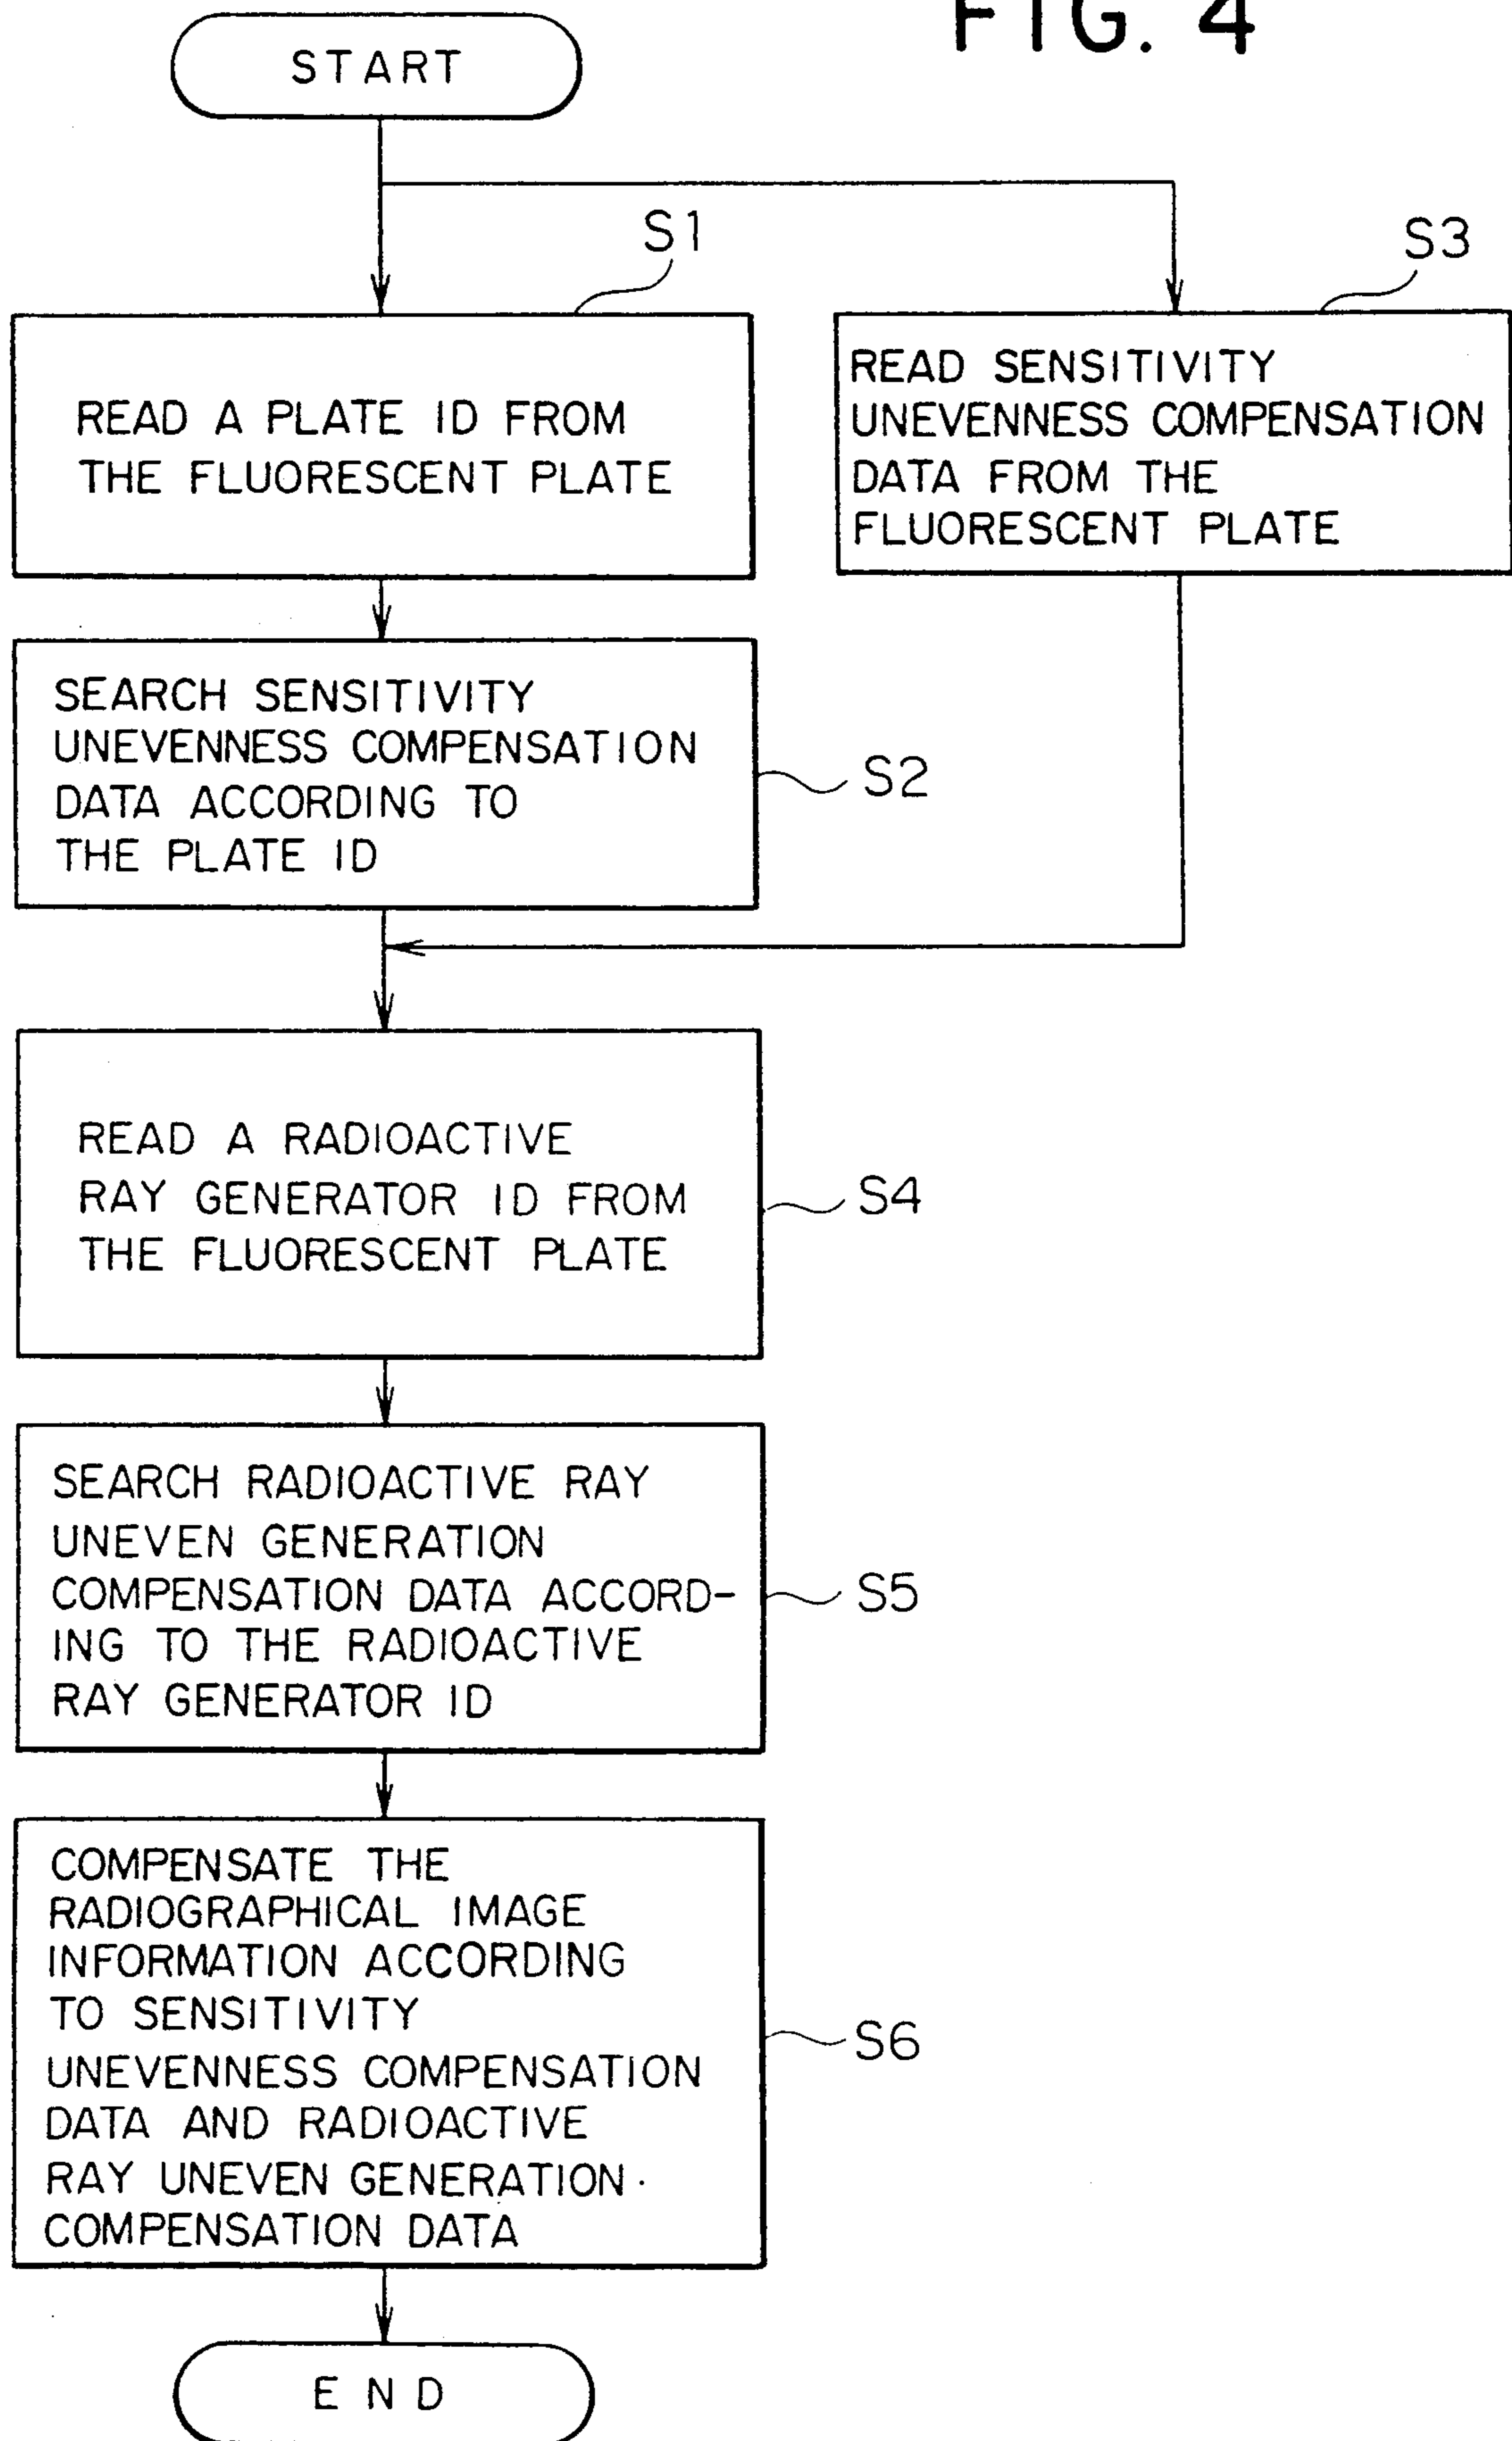 FIG. 4
START
S1
S3
READ A PLATE ID FROM
THE FLUORESCENT PLATE
READ SENSITIVITY
UNEVENNESS COMPENSATION
DATA FROM THE
FLUORESCENT PLATE
SEARCH SENSITIVITY
UNEVENNESS COMPENSATION
DATA ACCORDING TO
THE PLATE ID
S2
READ A RADIOACTIVE
RAY GENERATOR ID FROM
THE FLUORESCENT PLATE
S4
SEARCH RADIOACTIVE RAY
UNEVEN GENERATION
COMPENSATION DATA ACCORD-
ING TO THE RADIOACTIVE
RAY GENERATOR ID
S5
COMPENSATE THE
RADIOGRAPHICAL IMAGE
INFORMATION ACCORDING
TO SENSITIVITY
UNEVENNESS COMPENSATION
DATA AND RADIOACTIVE
RAY UNEVEN GENERATION
COMPENSATION DATA
S6
END